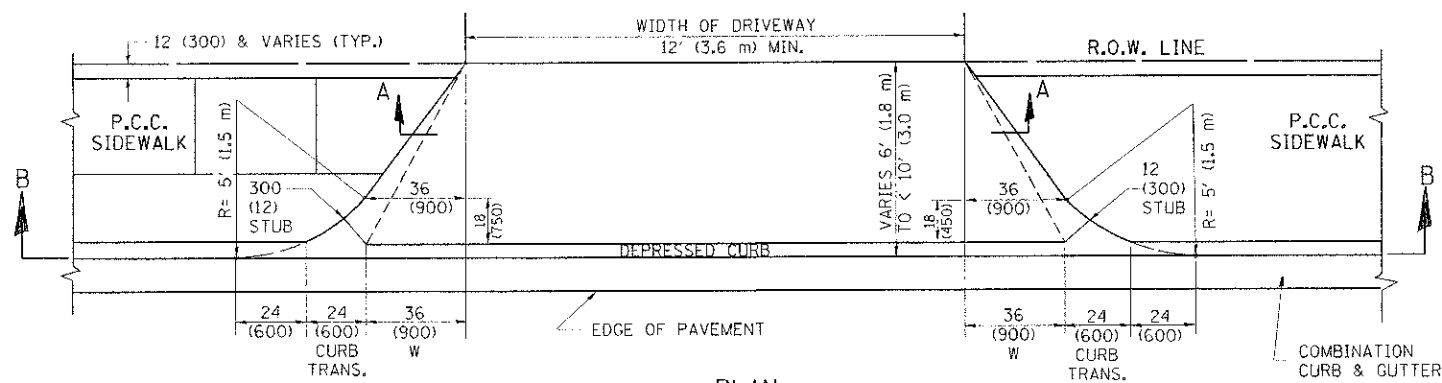 WIDTH OF DRIVEWAY
12' (3.6 m) MIN.
12 (300) & VARIES (TYP.)
R.O.W. LINE
A
A
P.C.C.
SIDEWALK
R= 5' (1.5 m)
VARIES 6' (1.8 m)
TO < 10' (3.0 m)
12
(300)
STUB
R= 5' (1.5 m)
P.C.C.
SIDEWALK
B
B
300
(12)
STUB
36
(900)
18
(750)
36
(900)
18
(450)
DEPRESSED CURB
24
(600)
24
(600)
CURB
TRANS.
36
(900)
W
EDGE OF PAVEMENT
36
(900)
W
24
(600)
CURB
TRANS.
24
(600)
COMBINATION
CURB & GUTTER